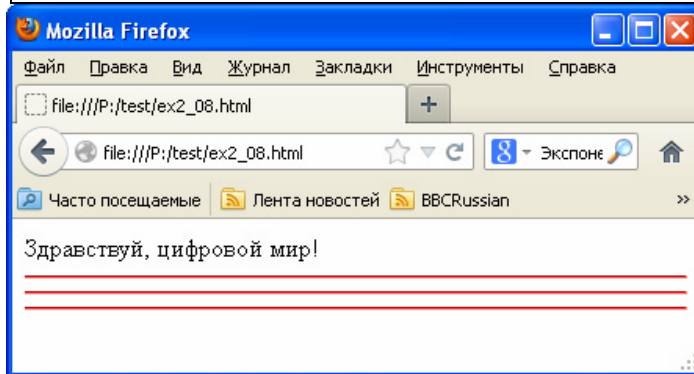 Mozilla Firefox
Файл Правка Вид Журнал Закладки Инструменты Справка
file:///P:/test/ex2_08.html +
file:///P:/test/ex2_08.html 8 Экспоне
Часто посещаемые Лента новостей BBCRussian »
Здравствуй, цифровой мир!